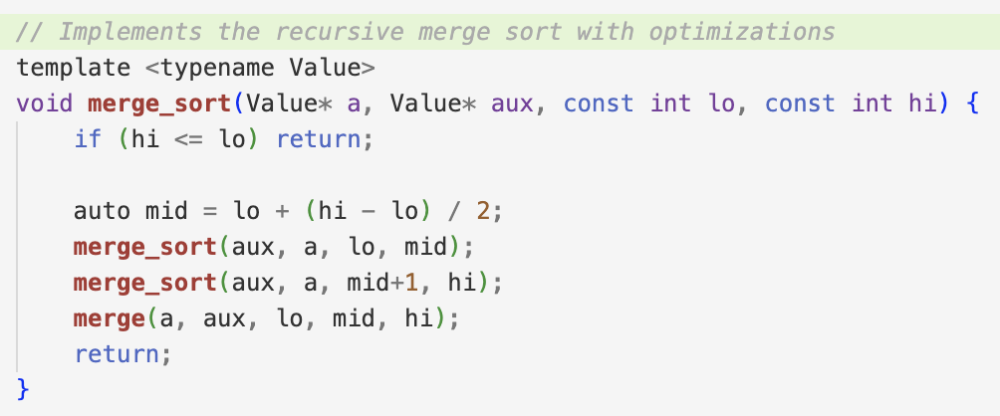 // Implements the recursive merge sort with optimizations
template <typename Value>
void merge_sort(Value* a, Value* aux, const int lo, const int hi) {
    if (hi <= lo) return;

    auto mid = lo + (hi - lo) / 2;
    merge_sort(aux, a, lo, mid);
    merge_sort(aux, a, mid+1, hi);
    merge(a, aux, lo, mid, hi);
    return;
}